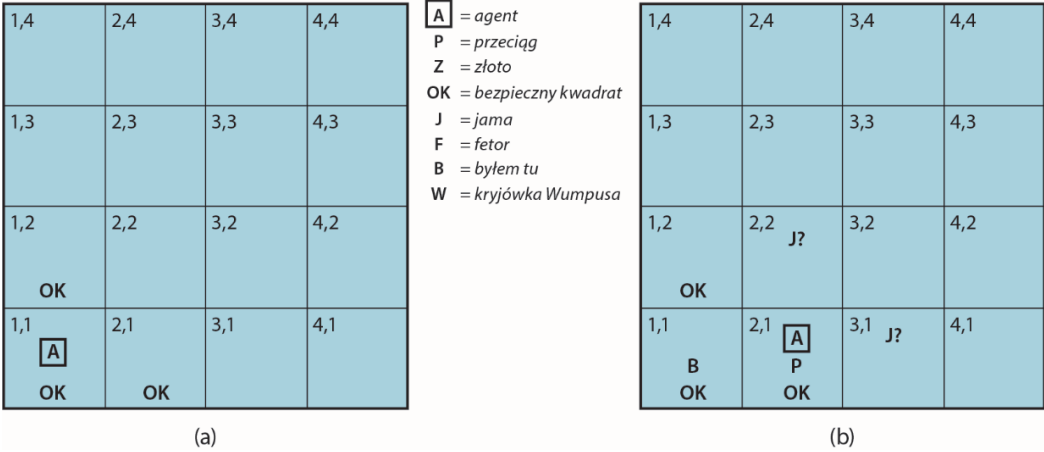 1,4 2,4 3,4 4,4
1,3 2,3 3,3 4,3
1,2 2,2 3,2 4,2
OK
1,1 2,1 3,1 4,1
A
OK OK
(a)
A = agent
P = przeciąg
Z = złoto
OK = bezpieczny kwadrat
J = jama
F = fetor
B = byłem tu
W = kryjówka Wumpusa
1,4 2,4 3,4 4,4
1,3 2,3 3,3 4,3
1,2 2,2 3,2 4,2
J?
OK
1,1 2,1 A 3,1 J? 4,1
B P
OK OK
(b)